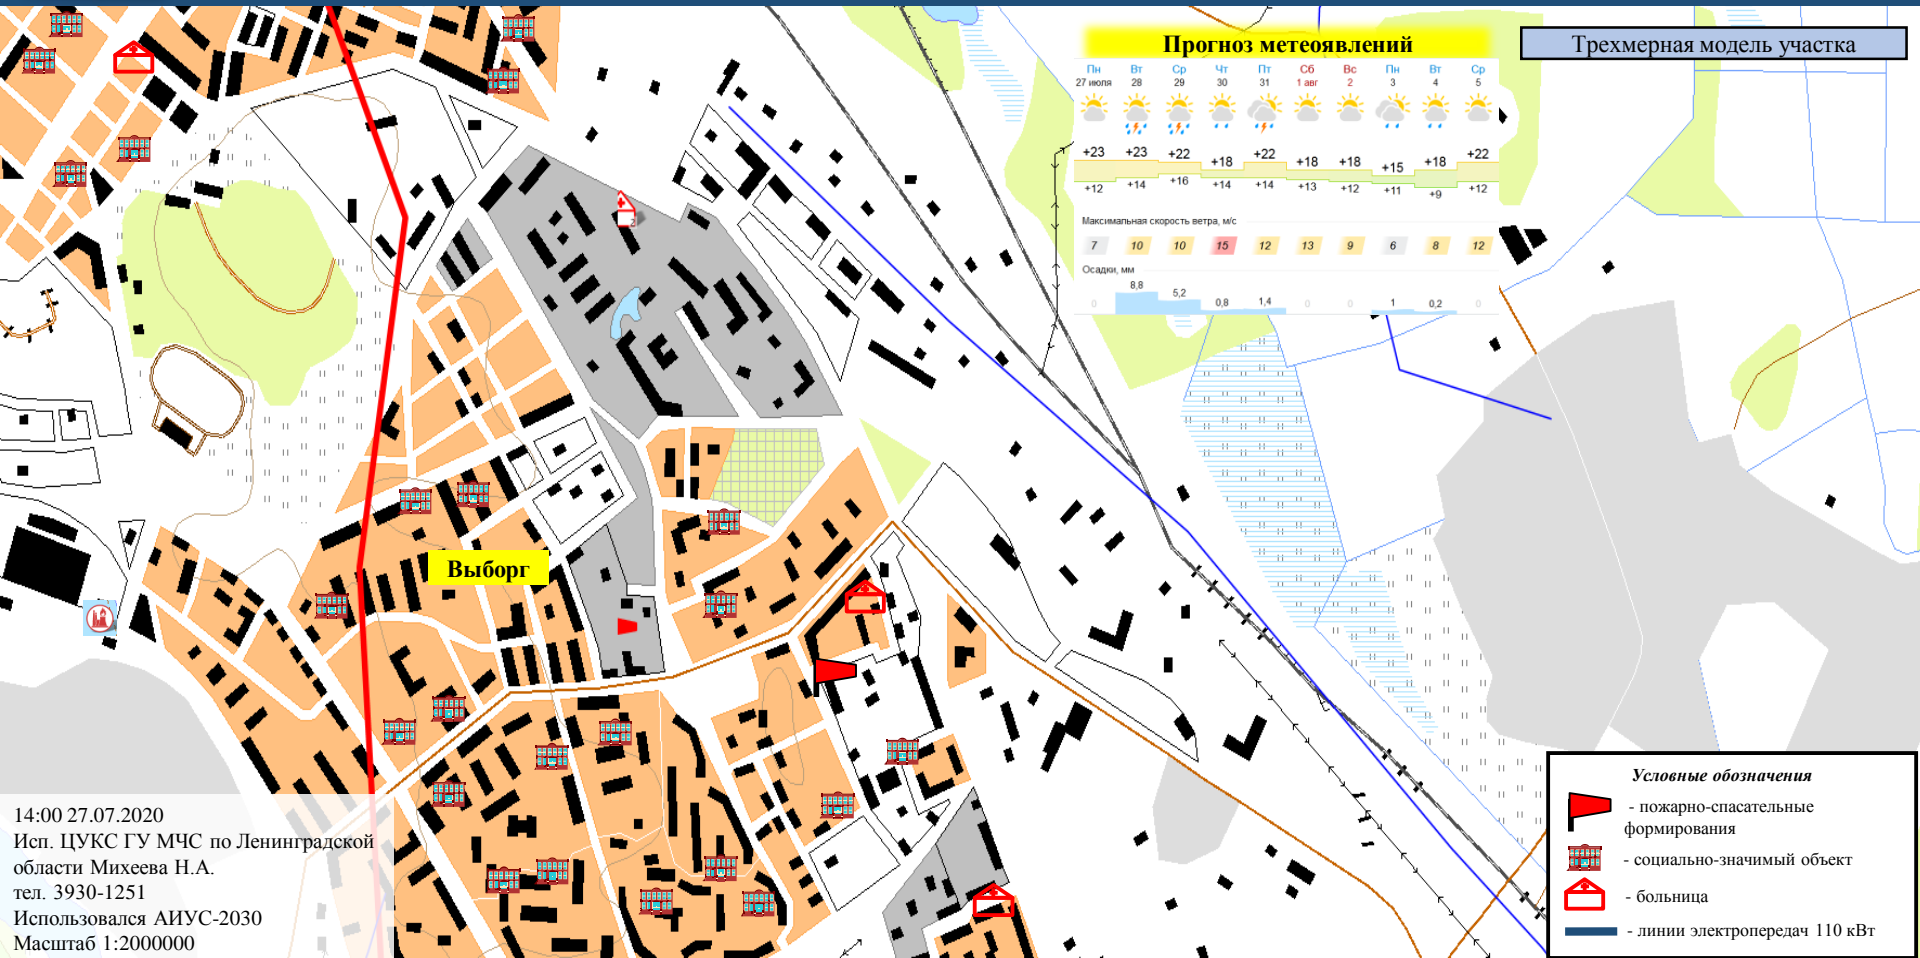 Прогноз метеоявлений
Трехмерная модель участка
Пн Вт Ср Чт Пт Сб Вс Пн Вт Ср
27 июля 28 29 30 31 1 авг 2 3 4 5
+23 +23 +22 +18 +22 +18 +18 +15 +18 +22
+12 +14 +16 +14 +14 +13 +12 +11 +9 +12
Максимальная скорость ветра, м/с
7 10 10 15 12 13 9 6 8 12
Осадки, мм
0 8,8 5,2 0,8 1,4 0 0 1 0,2 0
2
Выборг
14:00 27.07.2020
Исп. ЦУКС ГУ МЧС по Ленинградской
области Михеева Н.А.
тел. 3930-1251
Использовался АИУС-2030
Масштаб 1:2000000
Условные обозначения
- пожарно-спасательные
формирования
- социально-значимый объект
- больница
- линии электропередач 110 кВт